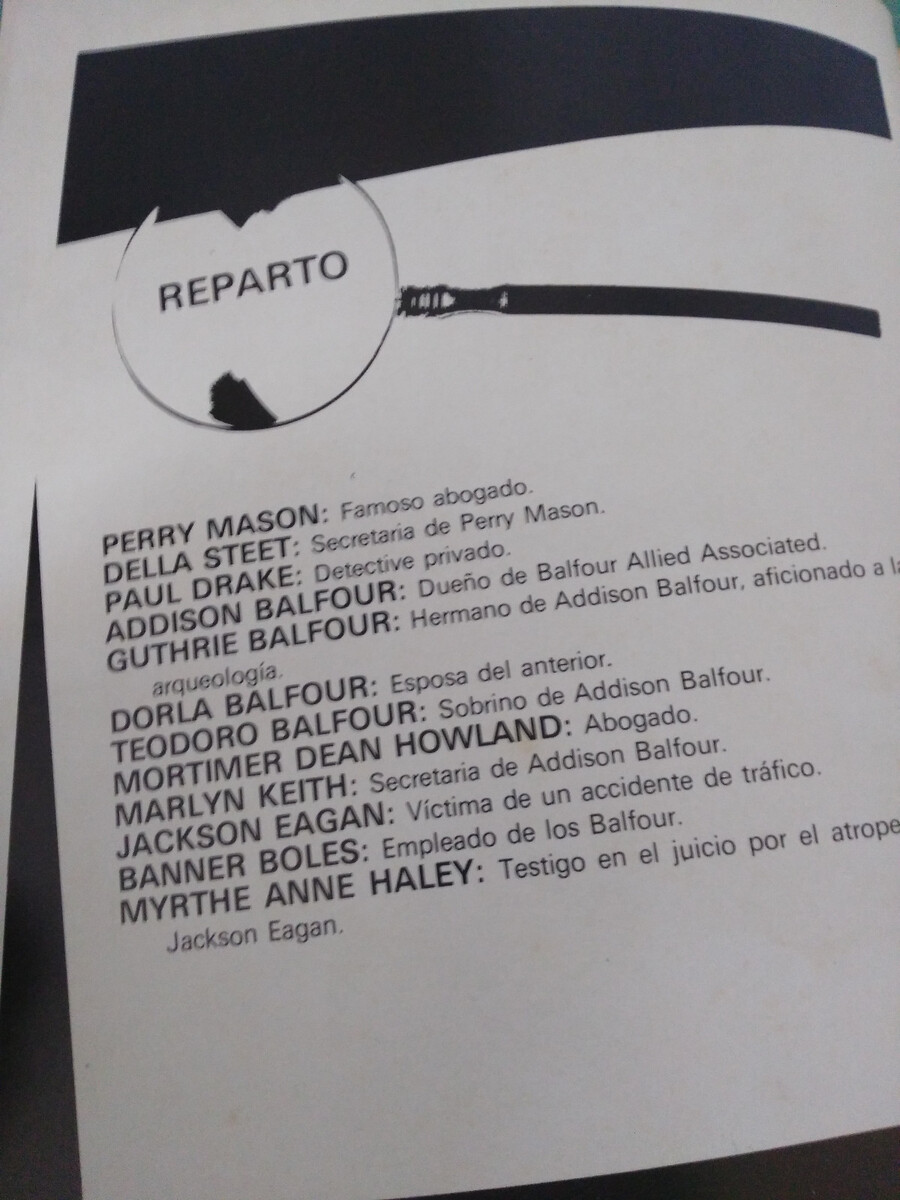 REPARTO
PERRY MASON: Famoso abogado.
DELLA STEET: Secretaria de Perry Mason.
PAUL DRAKE: Detective privado.
ADDISON BALFOUR: Dueño de Balfour Allied Associated.
GUTHRIE BALFOUR: Hermano de Addison Balfour, aficionado a
arqueología.
DORLA BALFOUR: Esposa del anterior.
TEODORO BALFOUR: Sobrino de Addison Balfour.
MORTIMER DEAN HOWLAND: Abogado.
MARLYN KEITH: Secretaria de Addison Balfour.
JACKSON EAGAN: Víctima de un accidente de tráfico.
BANNER BOLES: Empleado de los Balfour.
MYRTHE ANNE HALEY: Testigo en el juicio por el
Jackson Eagan.